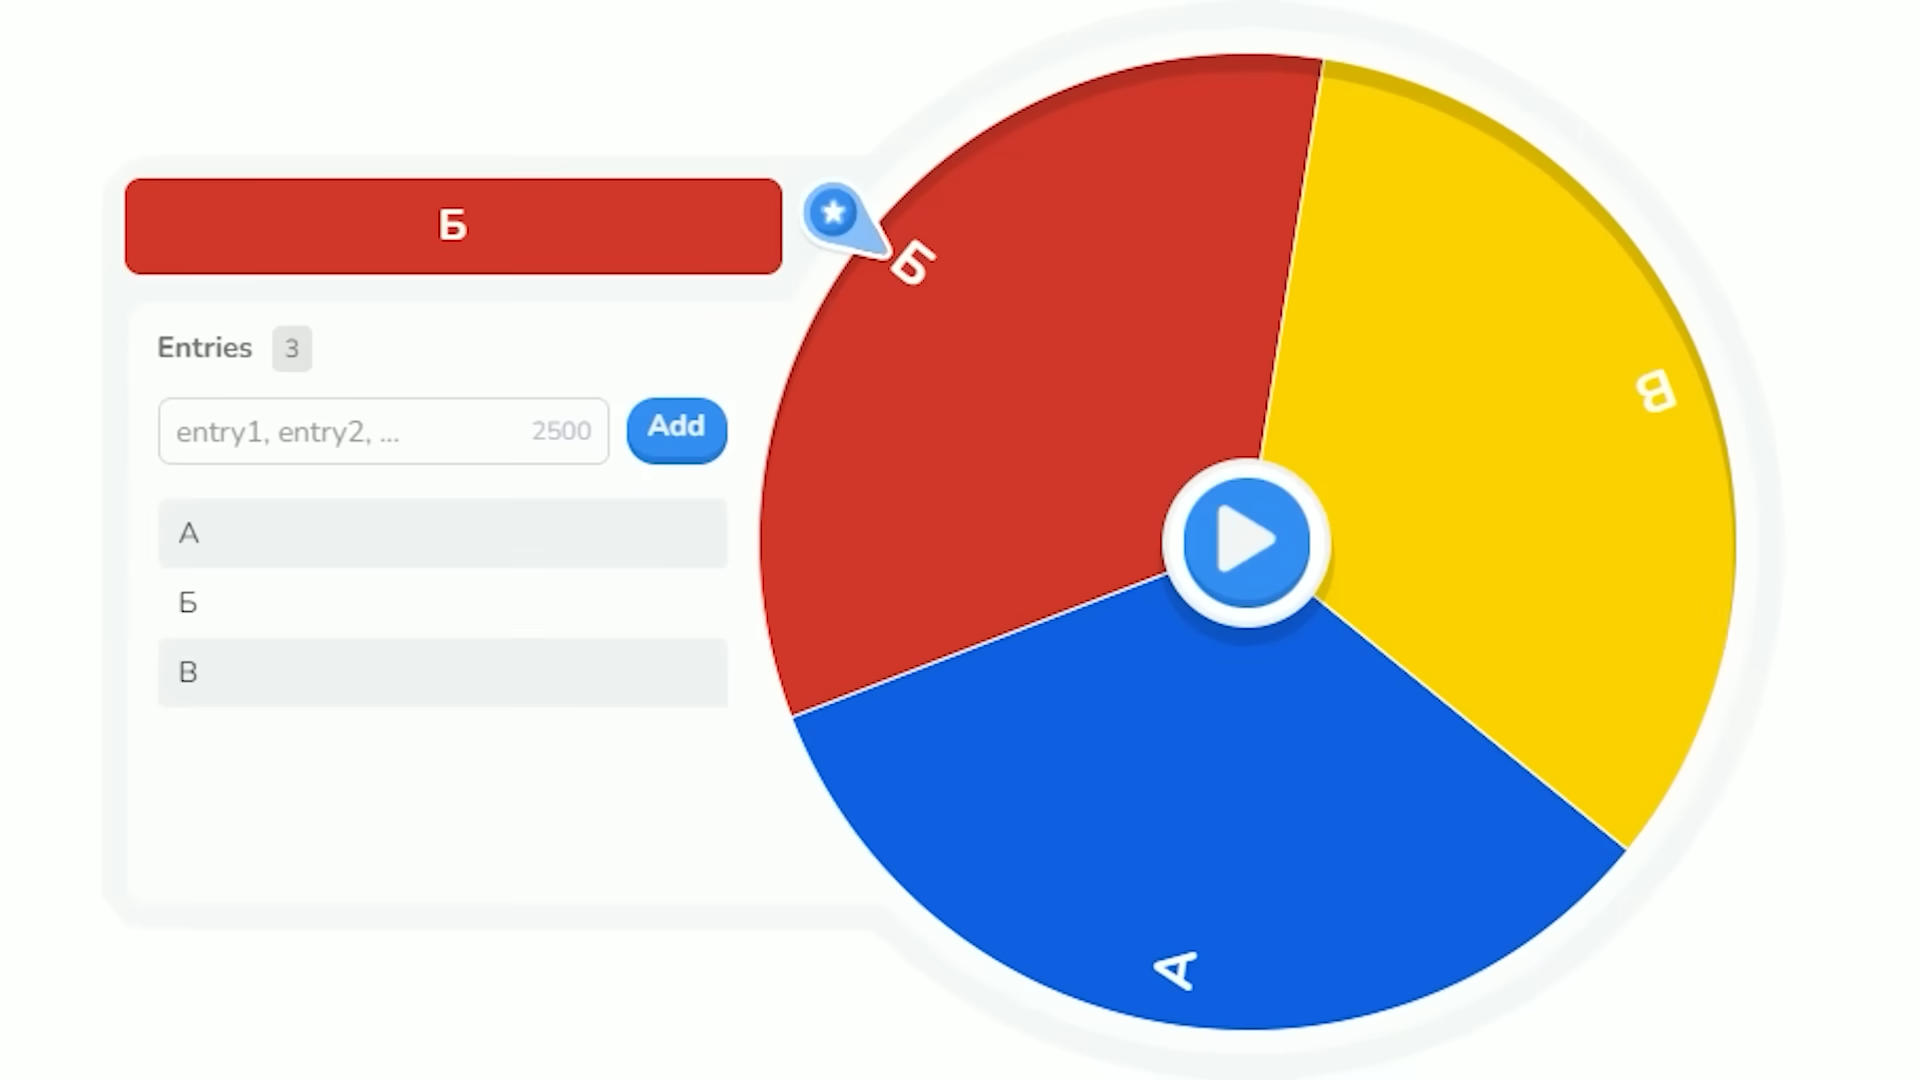 Б
Entries 3
entry1, entry2, ... 2500
Add
А
Б
В
Б
В
А